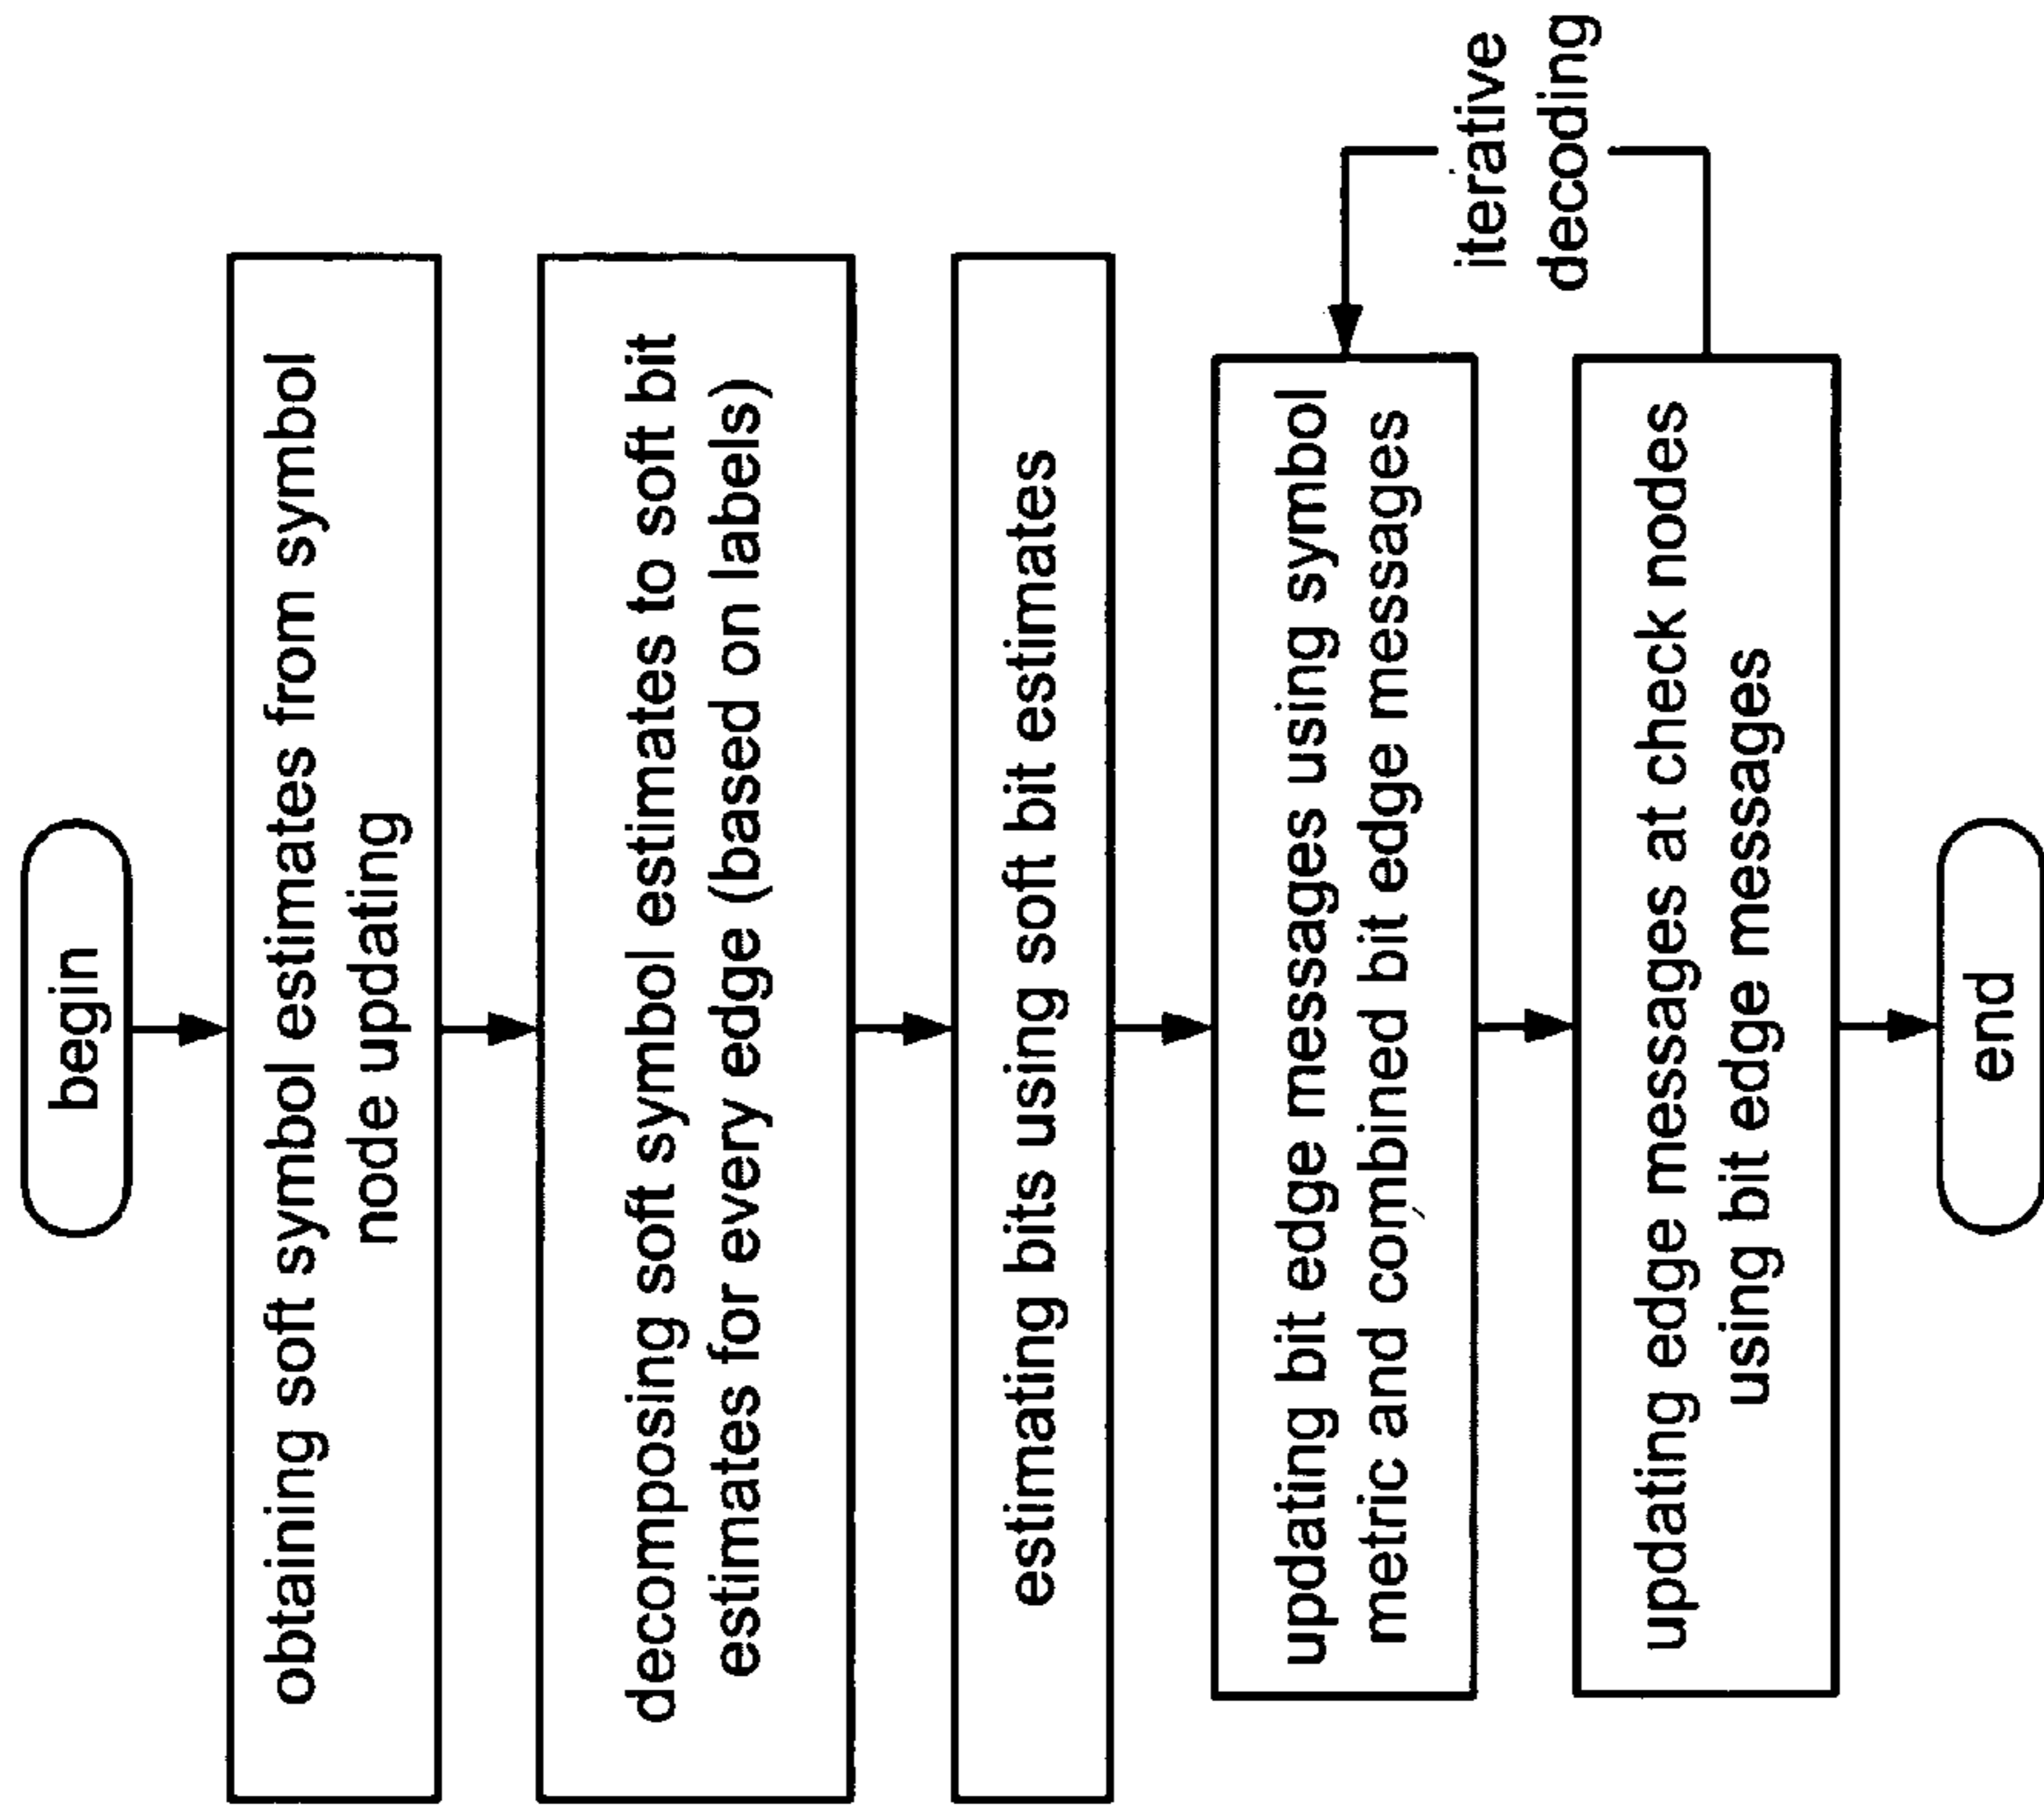 begin
obtaining soft symbol estimates from symbol
node updating
decomposing soft symbol estimates to soft bit
estimates for every edge (based on labels)
estimating bits using soft bit estimates
updating bit edge messages using symbol
metric and combined bit edge messages
iterative
decoding
updating edge messages at check nodes
using bit edge messages
end